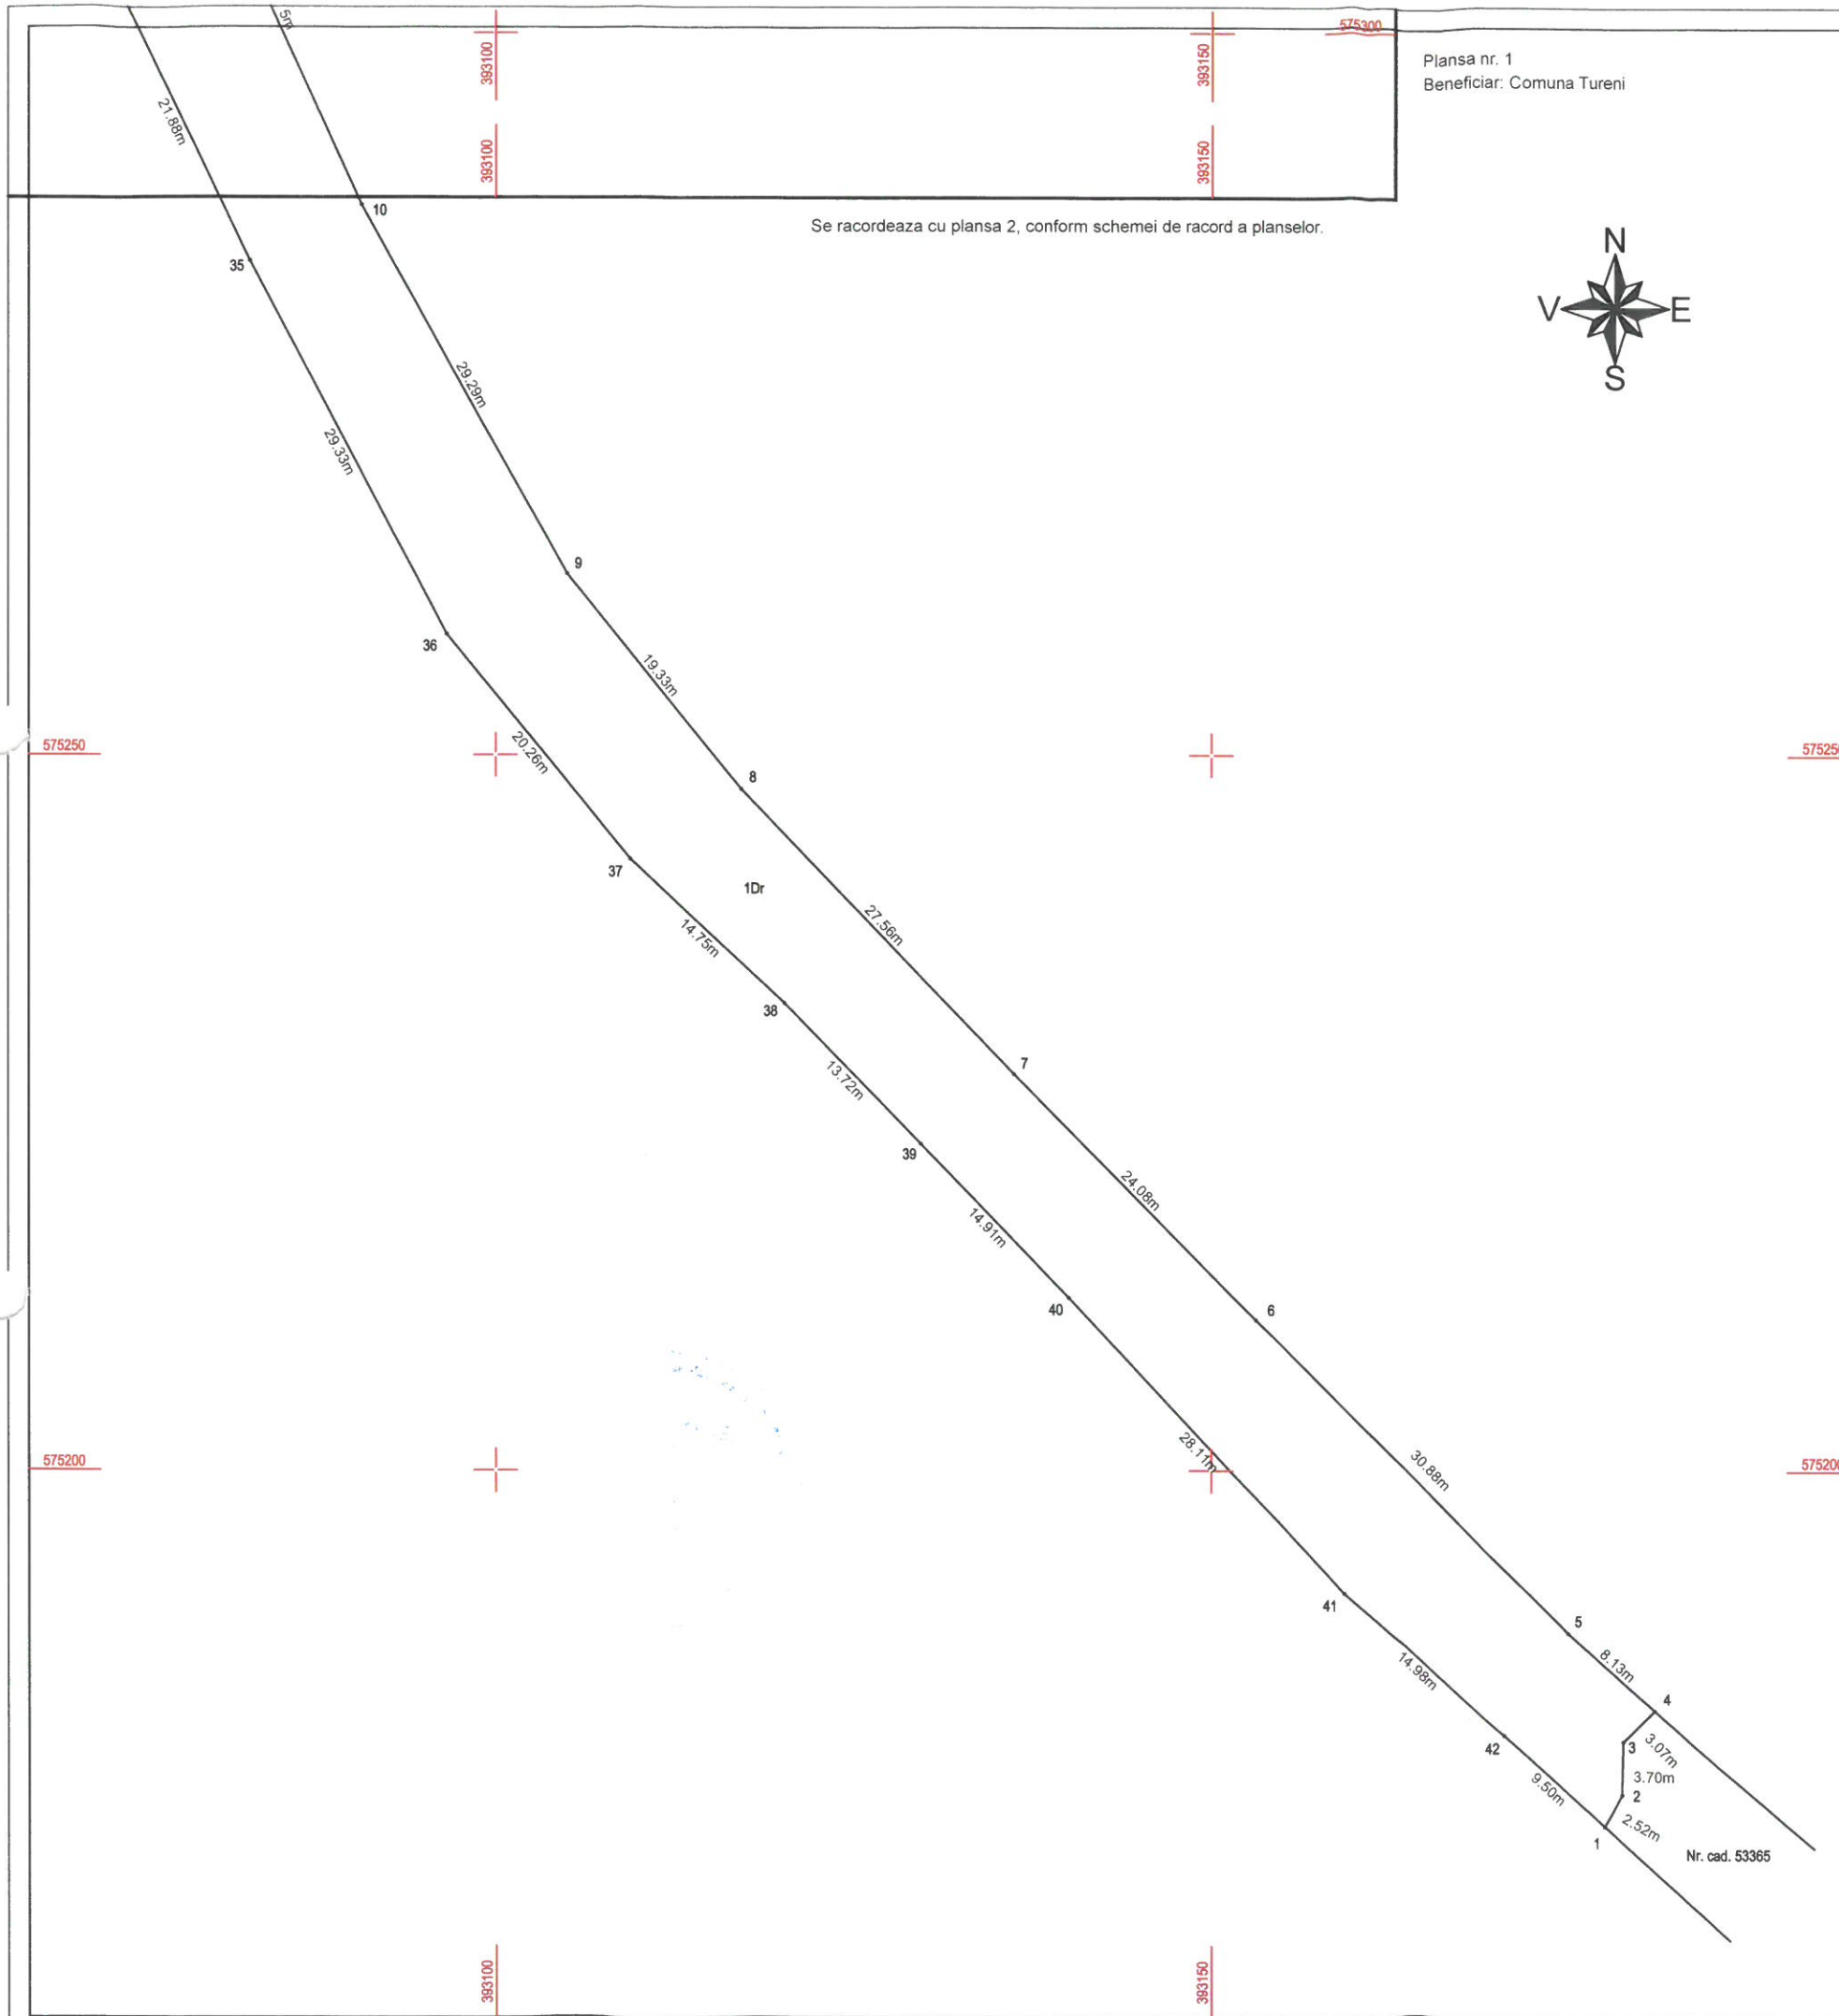 5m
575300
393100
393150
Plansa nr. 1
Beneficiar: Comuna Tureni
21.88m
393100
393150
10
Se racordeaza cu plansa 2, conform schemei de racord a planselor.
N
35
V
E
S
29.29m
29.33m
9
36
19.33m
575250
20.26m
8
37
1Dr
27.56m
14.75m
38
7
13.72m
39
24.08m
14.91m
40
6
575200
28.11m
30.88m
41
5
8.13m
14.98m
4
42
3
3.07m
3.70m
9.50m
2
2.52m
1
Nr. cad. 53365
393100
393150